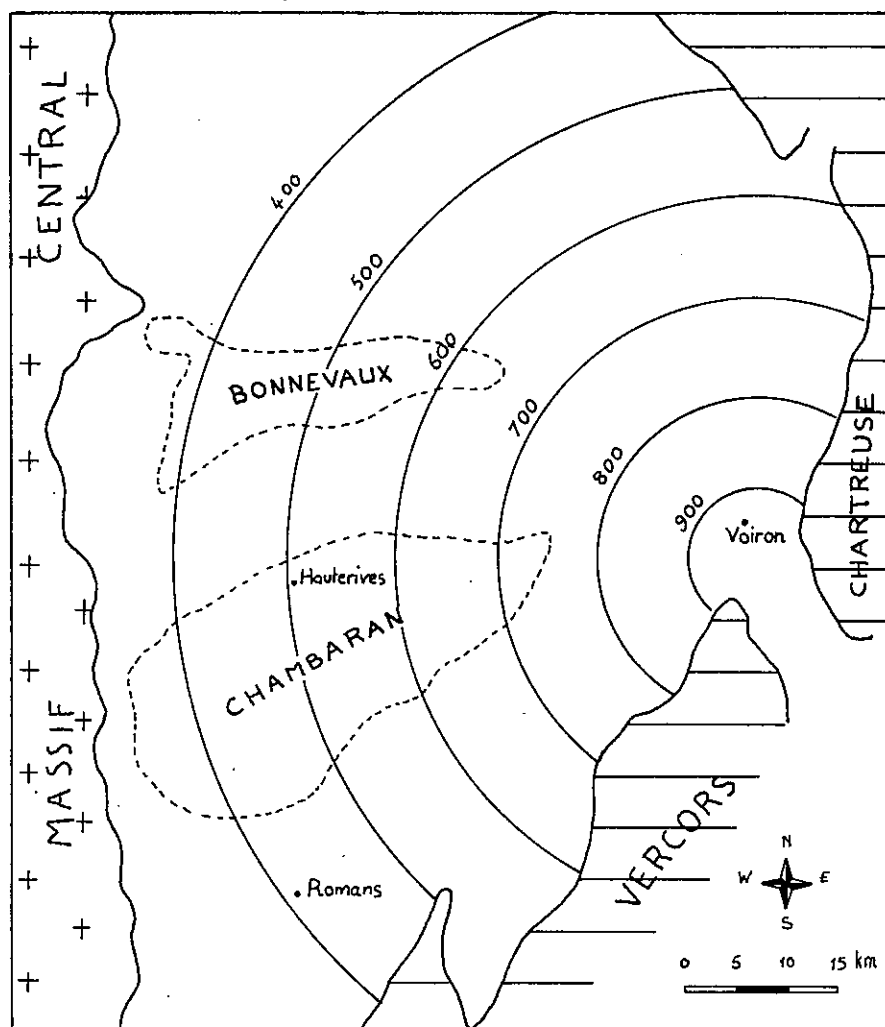 MASSIF CENTRAL
400
500
600
700
800
900
BONNEVAUX
Voiron
CHARTREUSE
Hauterives
CHAMBARAN
Romans
VERCORS
N
W E
S
0 5 10 15 km